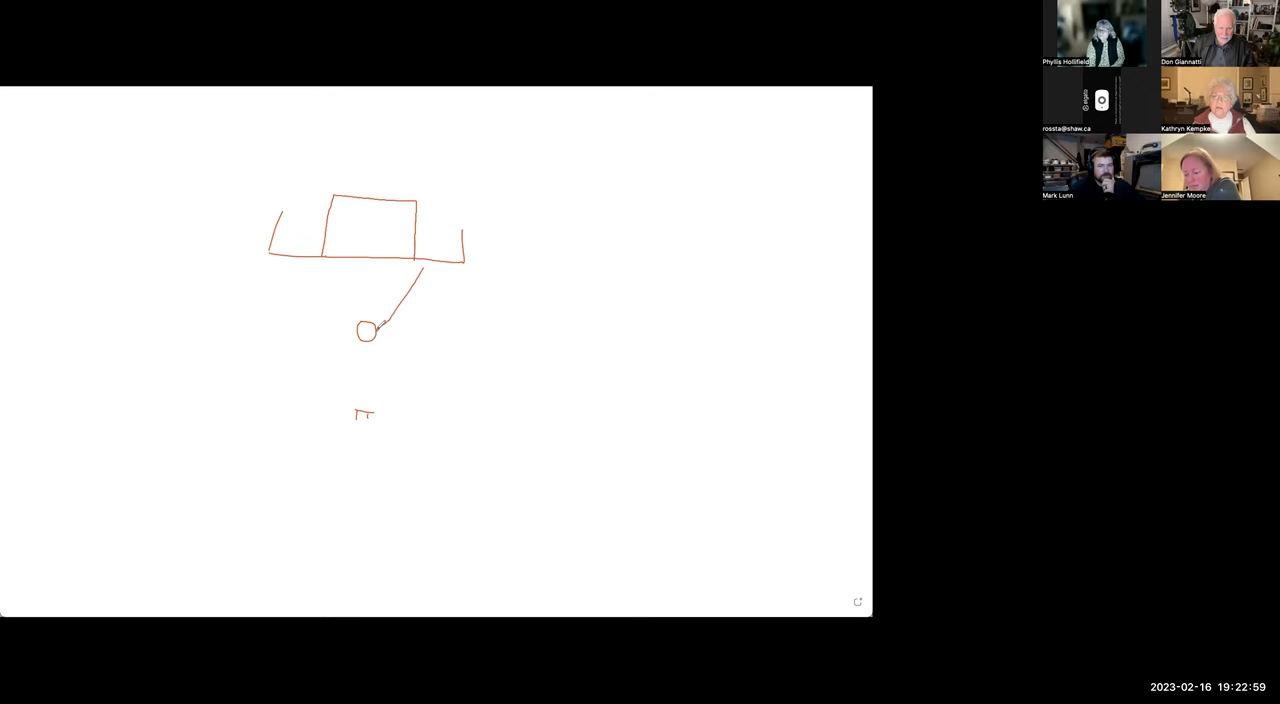 Phyllis Hollifield
Don Giannatti
elgato
rossta@shaw.ca
Kathryn Kempke
Mark Lunn
Jennifer Moore
2023-02-16 19:22:59